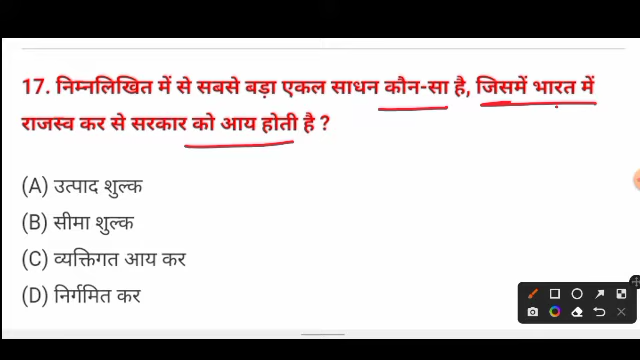 17. निम्नलिखित में से सबसे बड़ा एकल साधन कौन-सा है, जिसमें भारत में
राजस्व कर से सरकार को आय होती है ?
(A) उत्पाद शुल्क
(B) सीमा शुल्क
(C) व्यक्तिगत आय कर
(D) निर्गमित कर